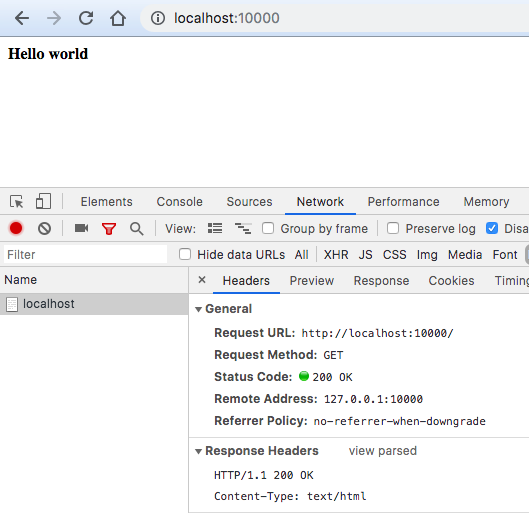 localhost:10000
Hello world
Elements Console Sources Network Performance Memory
View: Group by frame Preserve log Disa
Filter Hide data URLs All XHR JS CSS Img Media Font
Name
× Headers Preview Response Cookies Timing
localhost
General
Request URL: http://localhost:10000/
Request Method: GET
Status Code: 200 OK
Remote Address: 127.0.0.1:10000
Referrer Policy: no-referrer-when-downgrade
Response Headers view parsed
HTTP/1.1 200 OK
Content-Type: text/html